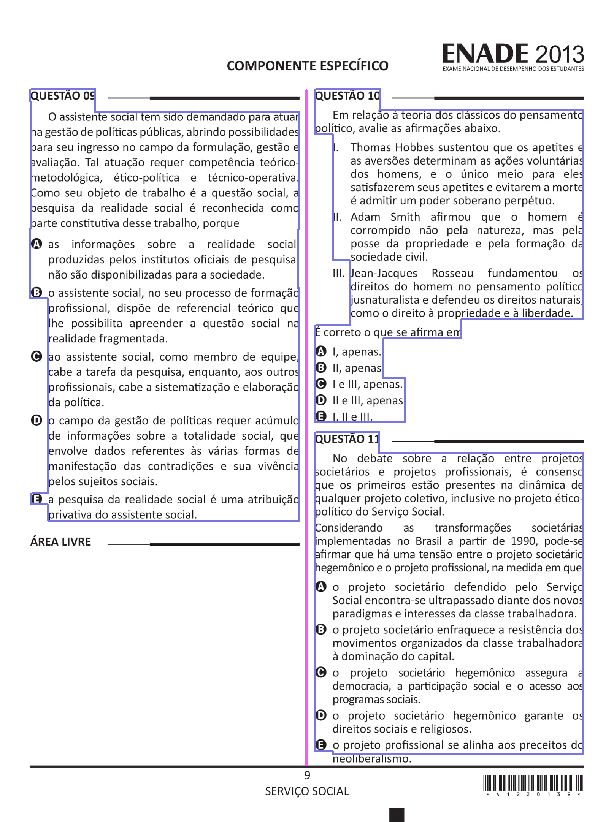 ENADE 2013
EXAME NACIONAL DE DESEMPENHO DOS ESTUDANTES
COMPONENTE ESPECÍFICO
QUESTÃO 09
O assistente social tem sido demandado para atuar
na gestão de políticas públicas, abrindo possibilidades
para seu ingresso no campo da formulação, gestão e
avaliação. Tal atuação requer competência teórico-
metodológica, ético-política e técnico-operativa.
Como seu objeto de trabalho é a questão social, a
pesquisa da realidade social é reconhecida como
parte constitutiva desse trabalho, porque
A as informações sobre a realidade social
produzidas pelos institutos oficiais de pesquisa
não são disponibilizadas para a sociedade.
B o assistente social, no seu processo de formação
profissional, dispõe de referencial teórico que
lhe possibilita apreender a questão social na
realidade fragmentada.
C ao assistente social, como membro de equipe,
cabe a tarefa da pesquisa, enquanto, aos outros
profissionais, cabe a sistematização e elaboração
da política.
D o campo da gestão de políticas requer acúmulo
de informações sobre a totalidade social, que
envolve dados referentes às várias formas de
manifestação das contradições e sua vivência
pelos sujeitos sociais.
E a pesquisa da realidade social é uma atribuição
privativa do assistente social.
ÁREA LIVRE
QUESTÃO 10
Em relação à teoria dos clássicos do pensamento
político, avalie as afirmações abaixo.
I. Thomas Hobbes sustentou que os apetites e
as aversões determinam as ações voluntárias
dos homens, e o único meio para eles
satisfazerem seus apetites e evitarem a morte
é admitir um poder soberano perpétuo.
II. Adam Smith afirmou que o homem é
corrompido não pela natureza, mas pela
posse da propriedade e pela formação da
sociedade civil.
III. Jean-Jacques Rosseau fundamentou os
direitos do homem no pensamento político
jusnaturalista e defendeu os direitos naturais,
como o direito à propriedade e à liberdade.
É correto o que se afirma em
A I, apenas.
B II, apenas
C I e III, apenas.
D II e III, apenas
E I, II e III.
QUESTÃO 11
No debate sobre a relação entre projetos
societários e projetos profissionais, é consenso
que os primeiros estão presentes na dinâmica de
qualquer projeto coletivo, inclusive no projeto ético-
político do Serviço Social.
Considerando as transformações societárias
implementadas no Brasil a partir de 1990, pode-se
afirmar que há uma tensão entre o projeto societário
hegemônico e o projeto profissional, na medida em que
A o projeto societário defendido pelo Serviço
Social encontra-se ultrapassado diante dos novos
paradigmas e interesses da classe trabalhadora.
B o projeto societário enfraquece a resistência dos
movimentos organizados da classe trabalhadora
à dominação do capital.
C o projeto societário hegemônico assegura a
democracia, a participação social e o acesso aos
programas sociais.
D o projeto societário hegemônico garante os
direitos sociais e religiosos.
E o projeto profissional se alinha aos preceitos do
neoliberalismo.
9
SERVIÇO SOCIAL